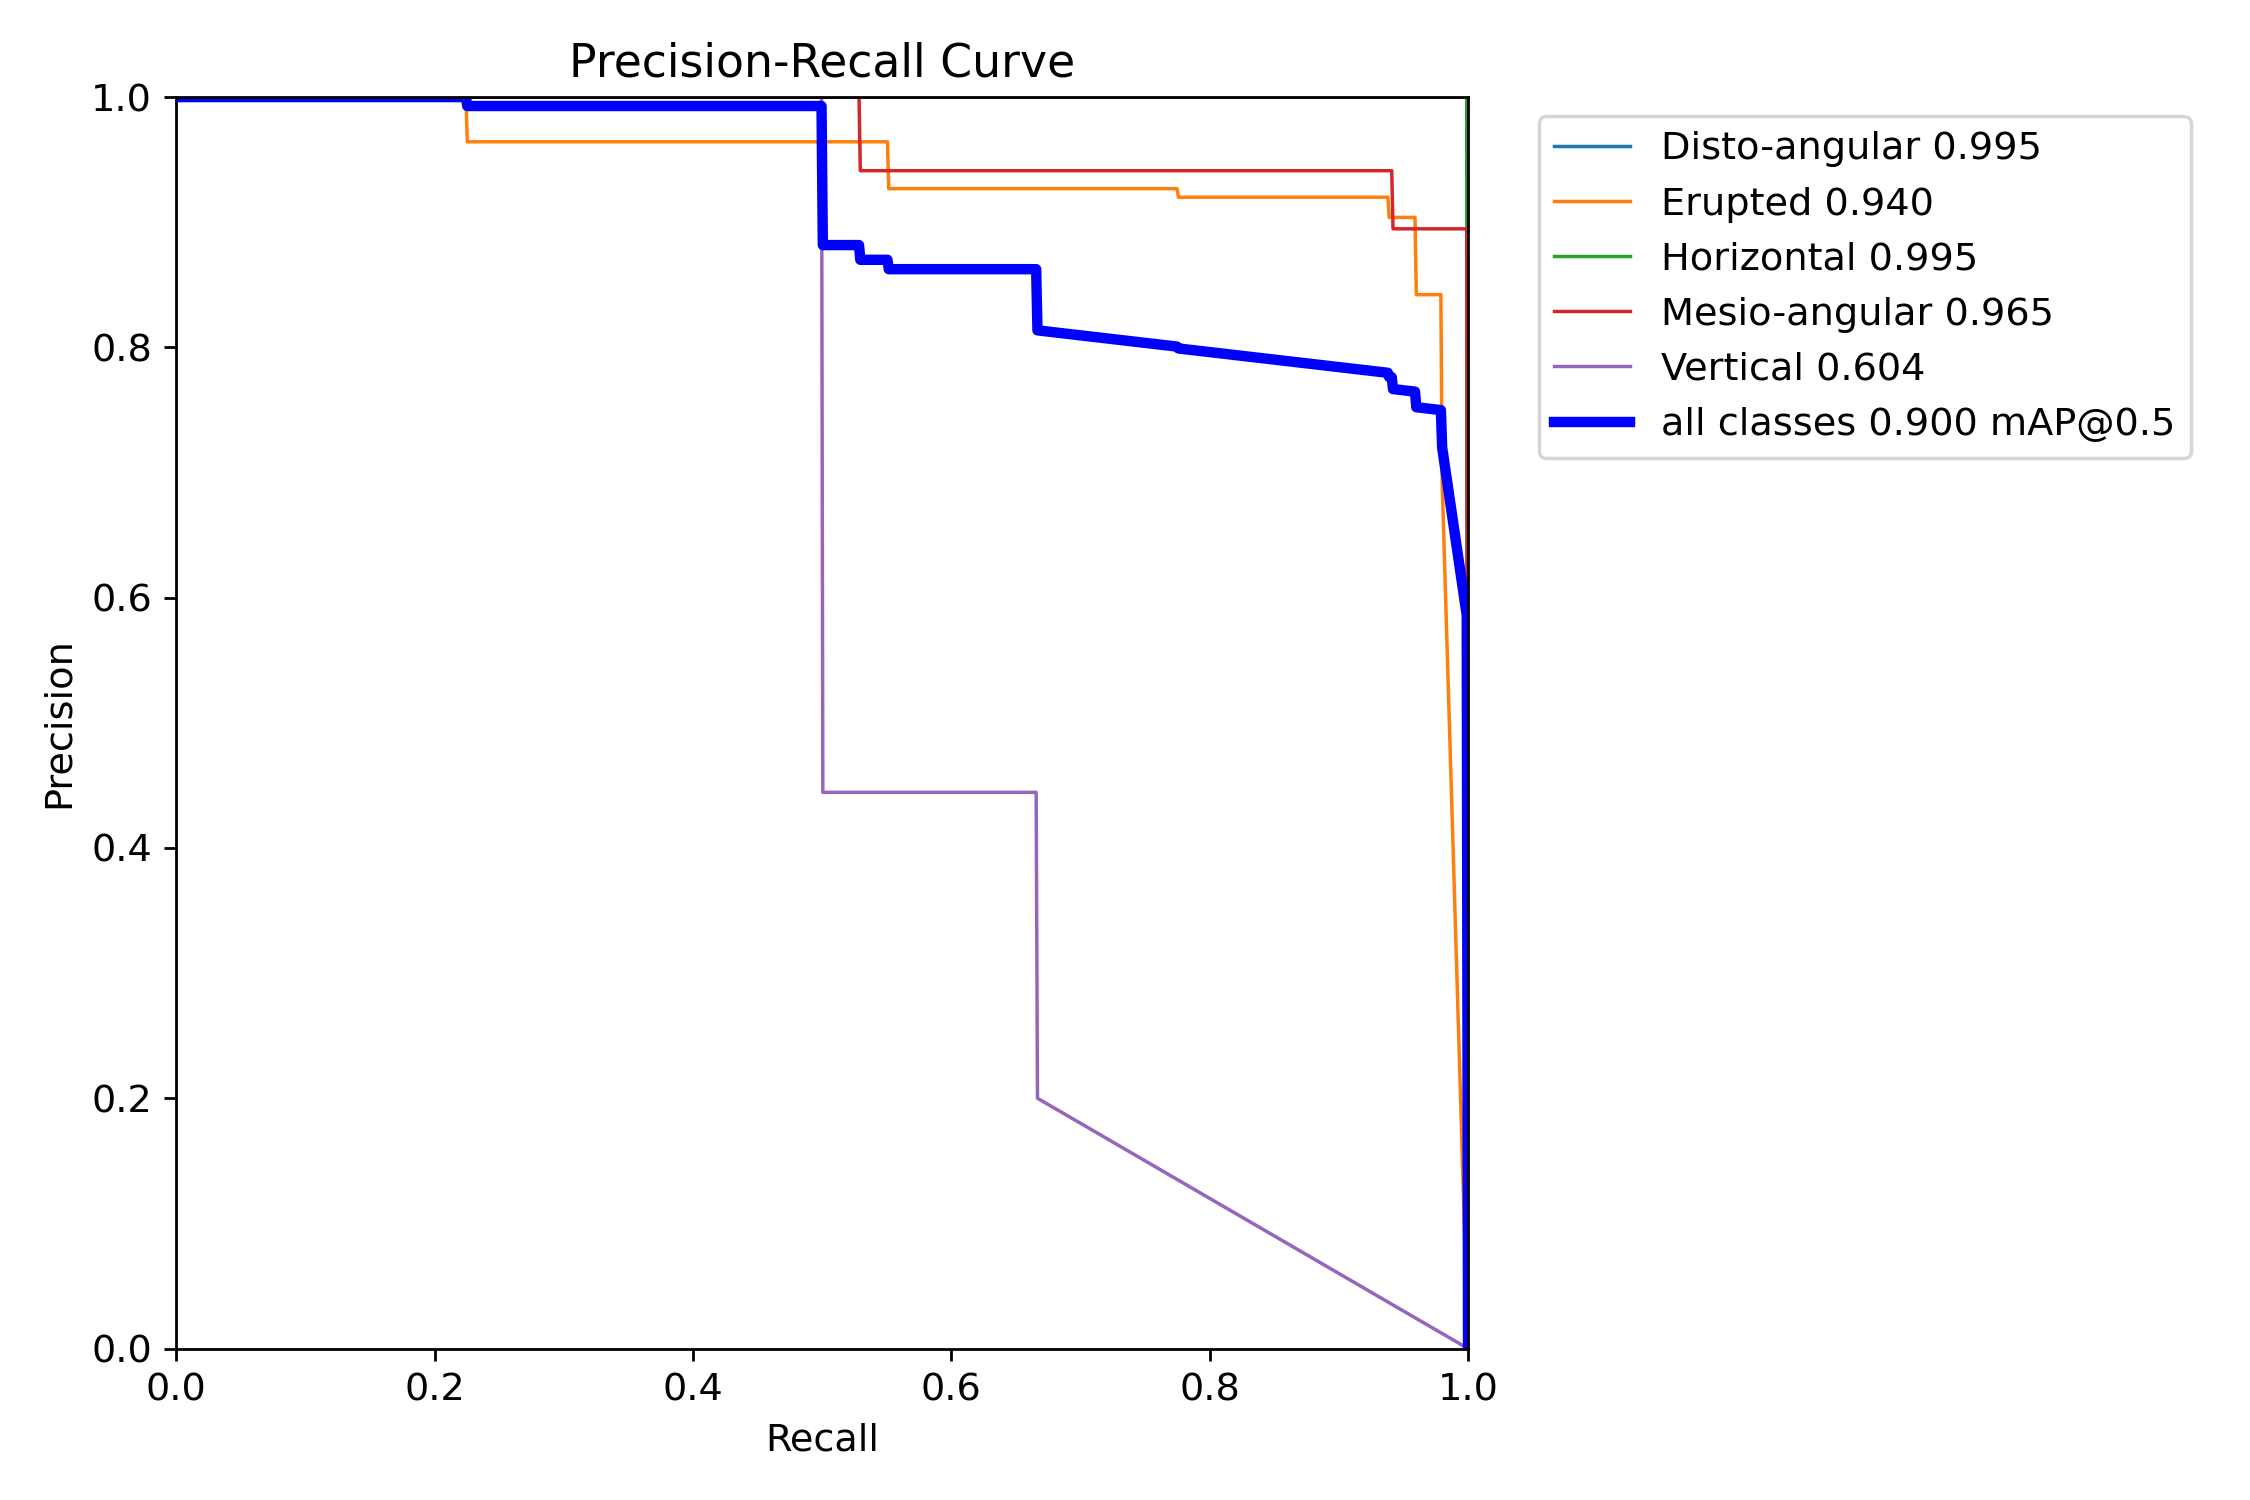 Precision-Recall Curve
1.0
0.8
0.6
0.4
0.2
0.0
Precision
0.0 0.2 0.4 0.6 0.8 1.0
Recall
Disto-angular 0.995
Erupted 0.940
Horizontal 0.995
Mesio-angular 0.965
Vertical 0.604
all classes 0.900 mAP@0.5